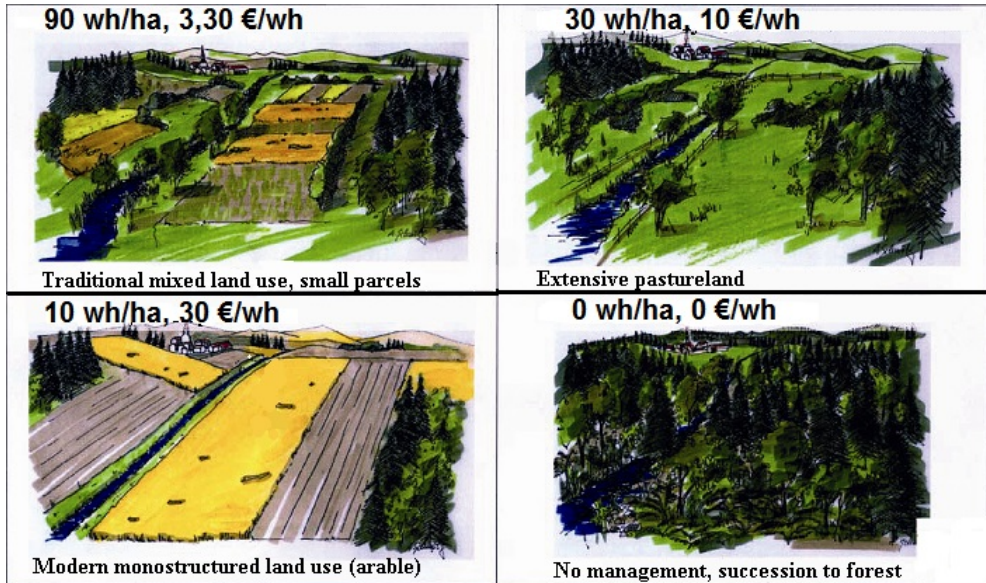 90 wh/ha, 3,30 €/wh
Traditional mixed land use, small parcels
30 wh/ha, 10 €/wh
Extensive pastureland
10 wh/ha, 30 €/wh
Modern monostructured land use (arable)
0 wh/ha, 0 €/wh
No management, succession to forest